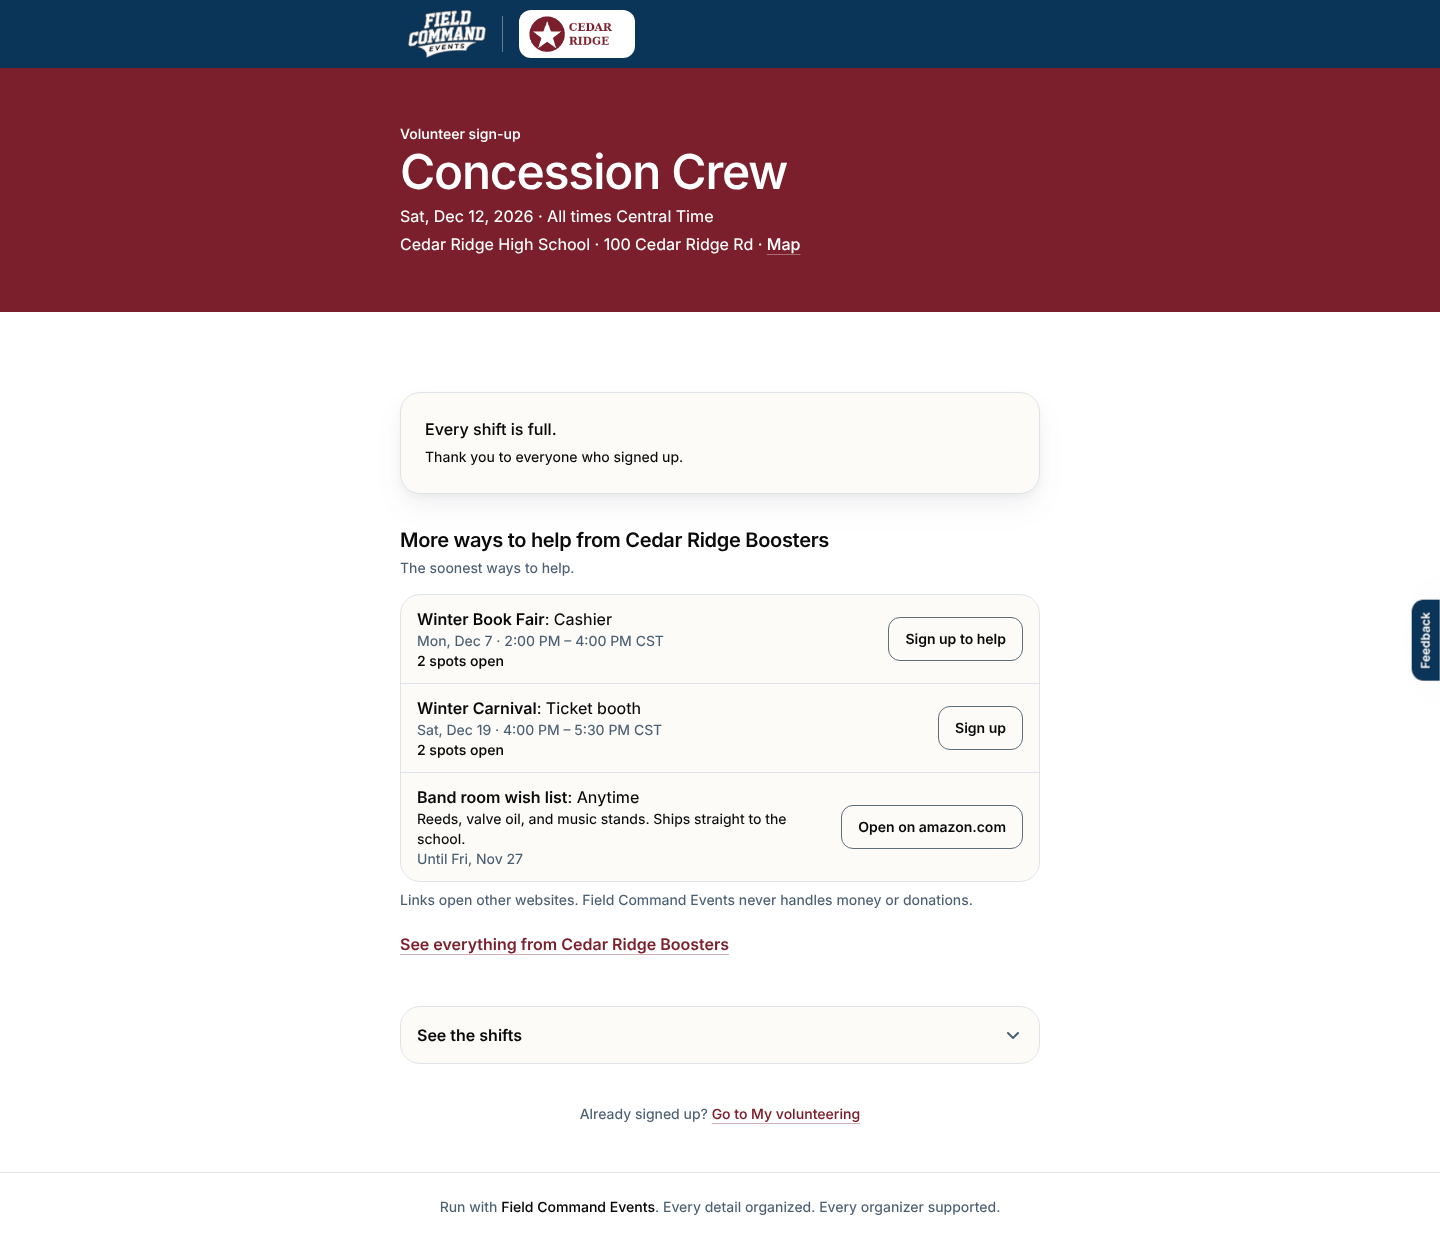 FIELD COMMAND EVENTS
CEDAR RIDGE
Volunteer sign-up
Concession Crew
Sat, Dec 12, 2026 · All times Central Time
Cedar Ridge High School · 100 Cedar Ridge Rd · Map
Every shift is full.
Thank you to everyone who signed up.
More ways to help from Cedar Ridge Boosters
The soonest ways to help.
Winter Book Fair: Cashier
Mon, Dec 7 · 2:00 PM – 4:00 PM CST
2 spots open
Sign up to help
Winter Carnival: Ticket booth
Sat, Dec 19 · 4:00 PM – 5:30 PM CST
2 spots open
Sign up
Band room wish list: Anytime
Reeds, valve oil, and music stands. Ships straight to the
school.
Until Fri, Nov 27
Open on amazon.com
Links open other websites. Field Command Events never handles money or donations.
See everything from Cedar Ridge Boosters
See the shifts
Already signed up? Go to My volunteering
Run with Field Command Events. Every detail organized. Every organizer supported.
Feedback